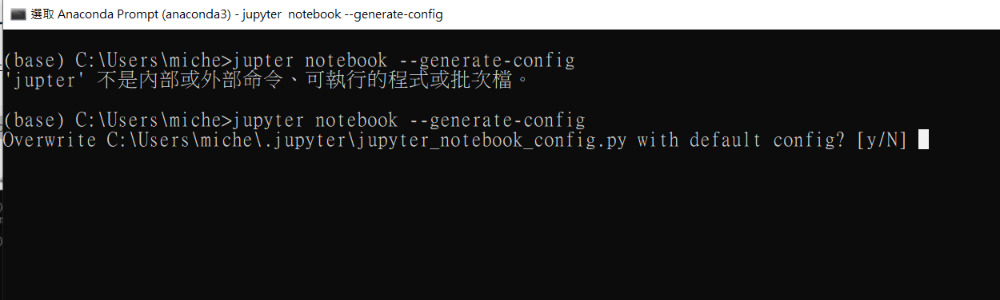 選取 Anaconda Prompt (anaconda3) - jupyter  notebook --generate-config
(base) C:\Users\miche>jupter notebook --generate-config
'jupter' 不是內部或外部命令、可執行的程式或批次檔。
(base) C:\Users\miche>jupyter notebook --generate-config
Overwrite C:\Users\miche\.jupyter\jupyter_notebook_config.py with default config? [y/N]